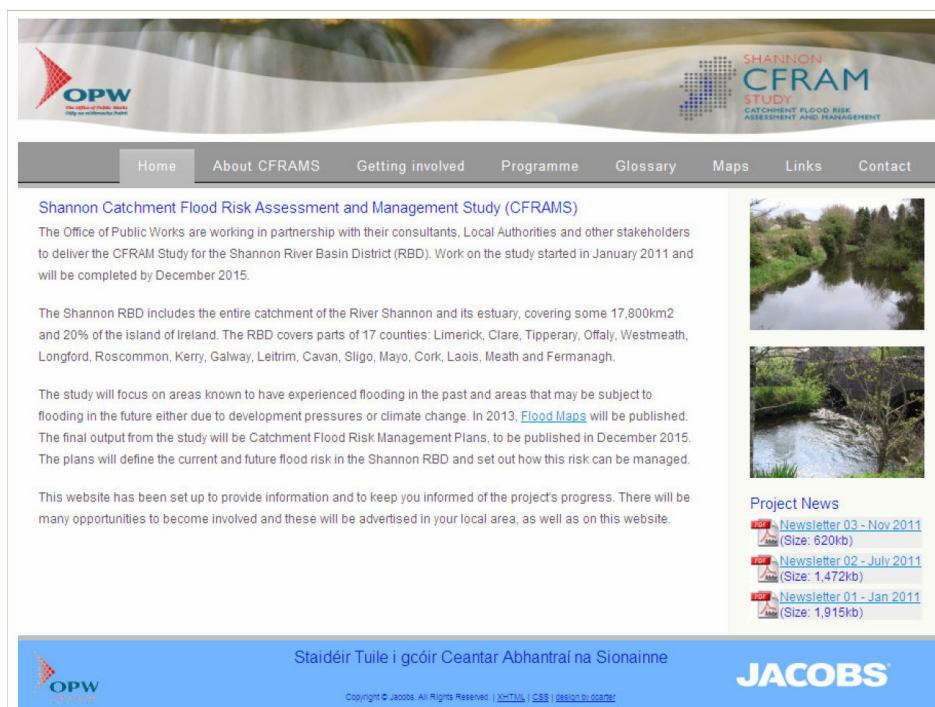 OPW
The Office of Public Works
Oifig na nOibreacha Poiblí
SHANNON
CFRAM
STUDY
CATCHMENT FLOOD RISK
ASSESSMENT AND MANAGEMENT
Home About CFRAMS Getting involved Programme Glossary Maps Links Contact
Shannon Catchment Flood Risk Assessment and Management Study (CFRAMS)
The Office of Public Works are working in partnership with their consultants, Local Authorities and other stakeholders
to deliver the CFRAM Study for the Shannon River Basin District (RBD). Work on the study started in January 2011 and
will be completed by December 2015.
The Shannon RBD includes the entire catchment of the River Shannon and its estuary, covering some 17,800km2
and 20% of the island of Ireland. The RBD covers parts of 17 counties: Limerick, Clare, Tipperary, Offaly, Westmeath,
Longford, Roscommon, Kerry, Galway, Leitrim, Cavan, Sligo, Mayo, Cork, Laois, Meath and Fermanagh.
The study will focus on areas known to have experienced flooding in the past and areas that may be subject to
flooding in the future either due to development pressures or climate change. In 2013, Flood Maps will be published.
The final output from the study will be Catchment Flood Risk Management Plans, to be published in December 2015.
The plans will define the current and future flood risk in the Shannon RBD and set out how this risk can be managed.
This website has been set up to provide information and to keep you informed of the project's progress. There will be
many opportunities to become involved and these will be advertised in your local area, as well as on this website.
Project News
PDF Newsletter 03 - Nov 2011
Adobe (Size: 620kb)
PDF Newsletter 02 - July 2011
Adobe (Size: 1,472kb)
PDF Newsletter 01 - Jan 2011
Adobe (Size: 1,915kb)
OPW
Staidéir Tuile i gcóir Ceantar Abhantraí na Sionainne
Copyright © Jacobs. All Rights Reserved. | XHTML | CSS | design by dcarter
JACOBS